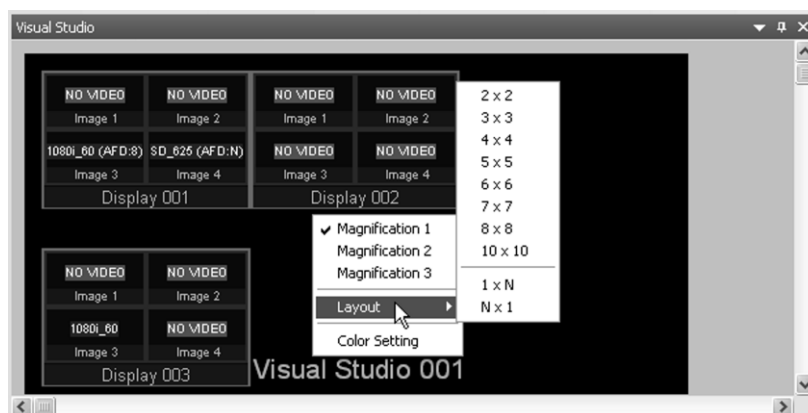 Visual Studio
NO VIDEO NO VIDEO
Image 1 Image 2
1080i_60 (AFD:8) SD_625 (AFD:N)
Image 3 Image 4
Display 001
NO VIDEO NO VIDEO
Image 1 Image 2
NO VIDEO NO VIDEO
Image 3 Image 4
Display 002
NO VIDEO NO VIDEO
Image 1 Image 2
1080i_60 NO VIDEO
Image 3 Image 4
Display 003
Magnification 1
Magnification 2
Magnification 3
Layout
Color Setting
2 x 2
3 x 3
4 x 4
5 x 5
6 x 6
7 x 7
8 x 8
10 x 10
1 x N
N x 1
Visual Studio 001